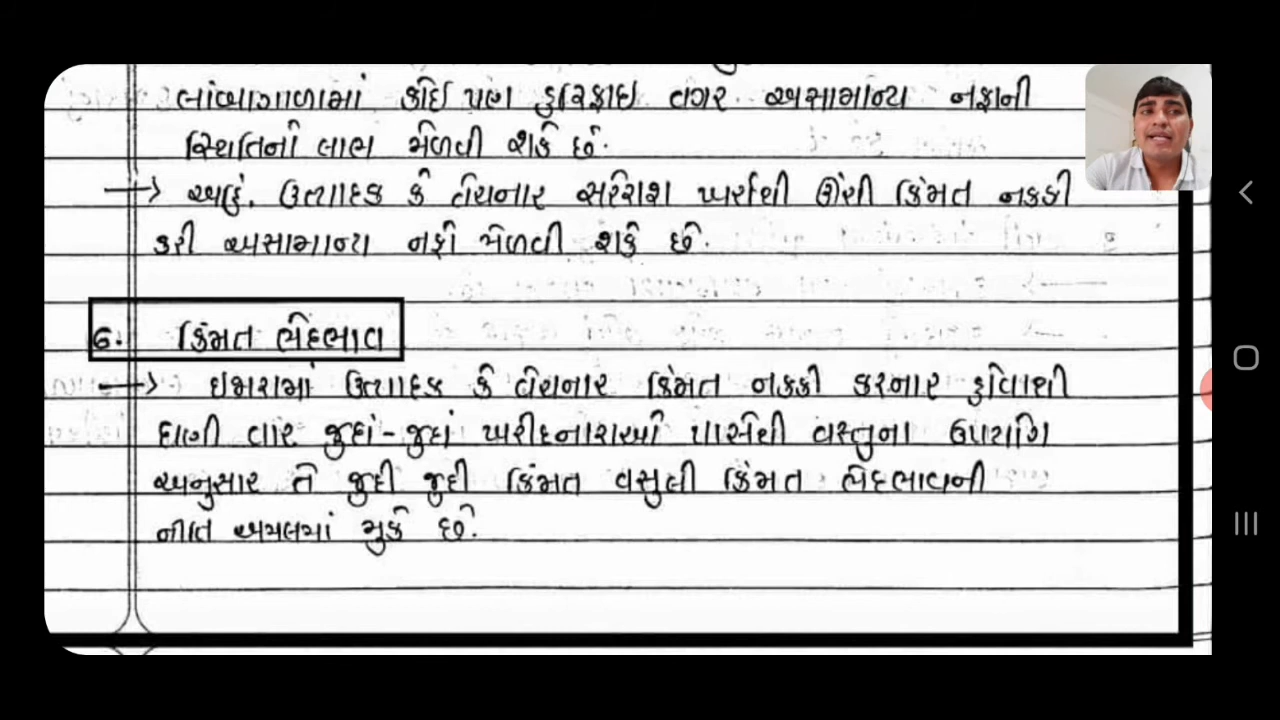 લાંબાગાળામાં કોઈ પણ હરિફાઇ વગર અસામાન્ય નફાની
સ્થિતિનો લાભ મેળવી શકે છે.
→ અહીં, ઉત્પાદક કે વેચનાર સરેરાશ ખર્ચથી ઊંચી કિંમત નક્કી
કરી અસામાન્ય નફો મેળવી શકે છે.
6. કિંમત ભેદભાવ
→ ઇજારામાં ઉત્પાદક કે વેચનાર કિંમત નક્કી કરનાર હોવાથી
ઘણી વાર જુદાં-જુદાં ખરીદનારાઓ પાસેથી વસ્તુના ઉપયોગ
અનુસાર તે જુદી જુદી કિંમત વસુલી કિંમત ભેદભાવની
નીતિ અમલમાં મુકે છે.